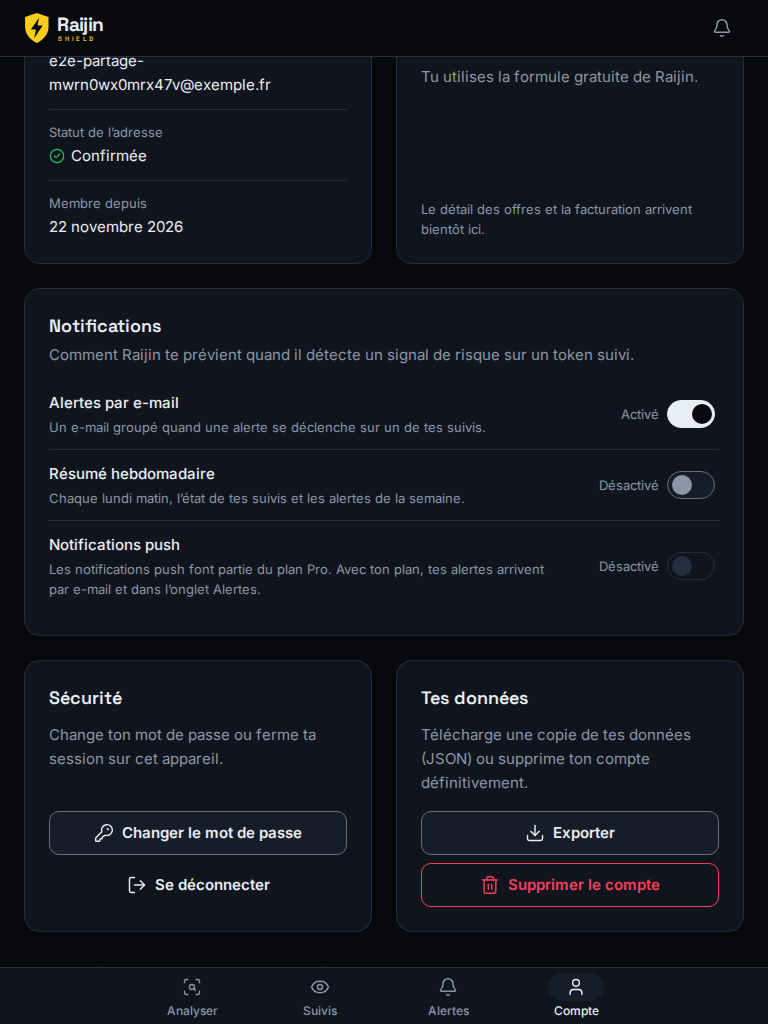 Raijin
SHIELD
e2e-partage-
mwrn0wx0mrx47v@exemple.fr
Statut de l’adresse
Confirmée
Membre depuis
22 novembre 2026
Tu utilises la formule gratuite de Raijin.
Le détail des offres et la facturation arrivent
bientôt ici.
Notifications
Comment Raijin te prévient quand il détecte un signal de risque sur un token suivi.
Alertes par e-mail
Un e-mail groupé quand une alerte se déclenche sur un de tes suivis.
Activé
Résumé hebdomadaire
Chaque lundi matin, l’état de tes suivis et les alertes de la semaine.
Désactivé
Notifications push
Les notifications push font partie du plan Pro. Avec ton plan, tes alertes arrivent
par e-mail et dans l’onglet Alertes.
Désactivé
Sécurité
Change ton mot de passe ou ferme ta
session sur cet appareil.
Changer le mot de passe
Se déconnecter
Tes données
Télécharge une copie de tes données
(JSON) ou supprime ton compte
définitivement.
Exporter
Supprimer le compte
Analyser
Suivis
Alertes
Compte